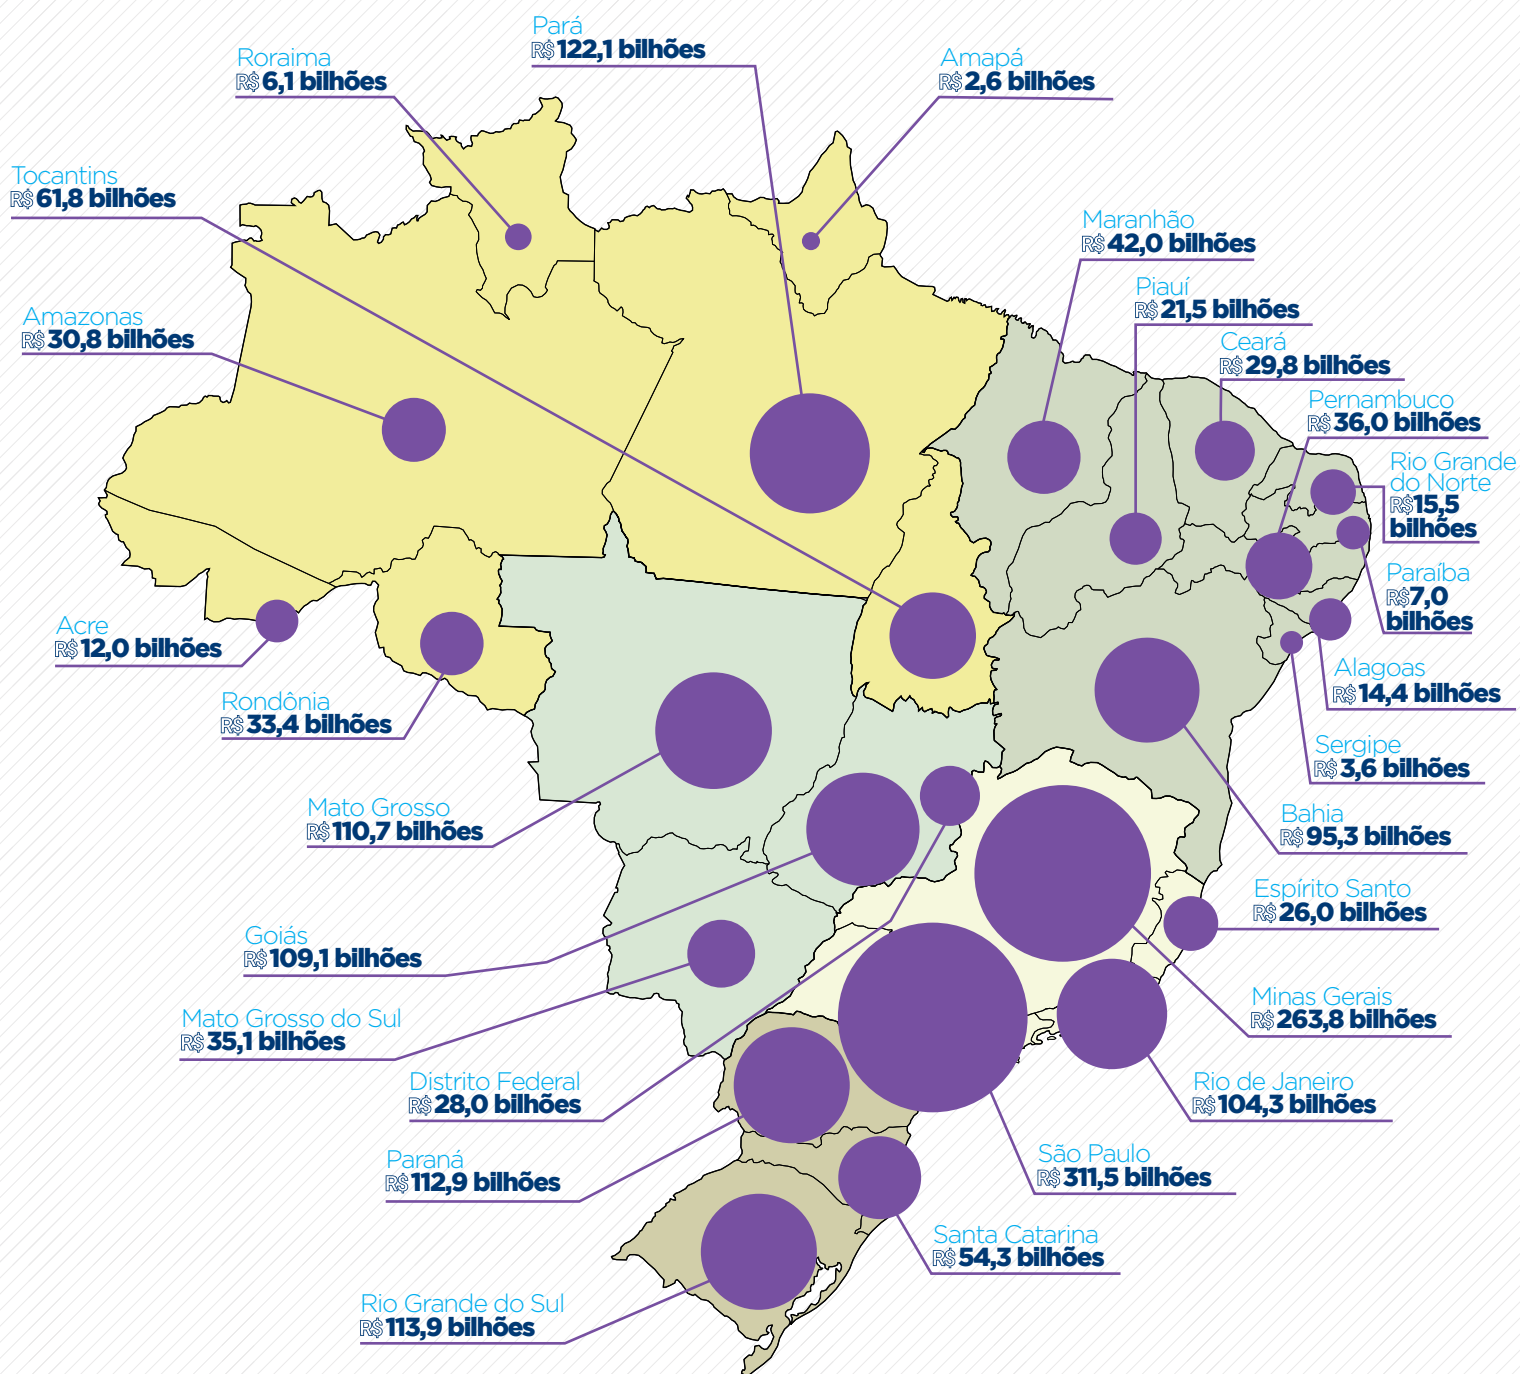 Pará
R$ 122,1 bilhões
Roraima
R$ 6,1 bilhões
Amapá
R$ 2,6 bilhões
Tocantins
R$ 61,8 bilhões
Maranhão
R$ 42,0 bilhões
Piauí
R$ 21,5 bilhões
Amazonas
R$ 30,8 bilhões
Ceará
R$ 29,8 bilhões
Pernambuco
R$ 36,0 bilhões
Rio Grande
do Norte
R$ 15,5
bilhões
Paraíba
R$ 7,0
bilhões
Acre
R$ 12,0 bilhões
Alagoas
R$ 14,4 bilhões
Rondônia
R$ 33,4 bilhões
Sergipe
R$ 3,6 bilhões
Mato Grosso
R$ 110,7 bilhões
Bahia
R$ 95,3 bilhões
Espírito Santo
R$ 26,0 bilhões
Goiás
R$ 109,1 bilhões
Minas Gerais
R$ 263,8 bilhões
Mato Grosso do Sul
R$ 35,1 bilhões
Distrito Federal
R$ 28,0 bilhões
Rio de Janeiro
R$ 104,3 bilhões
Paraná
R$ 112,9 bilhões
São Paulo
R$ 311,5 bilhões
Santa Catarina
R$ 54,3 bilhões
Rio Grande do Sul
R$ 113,9 bilhões